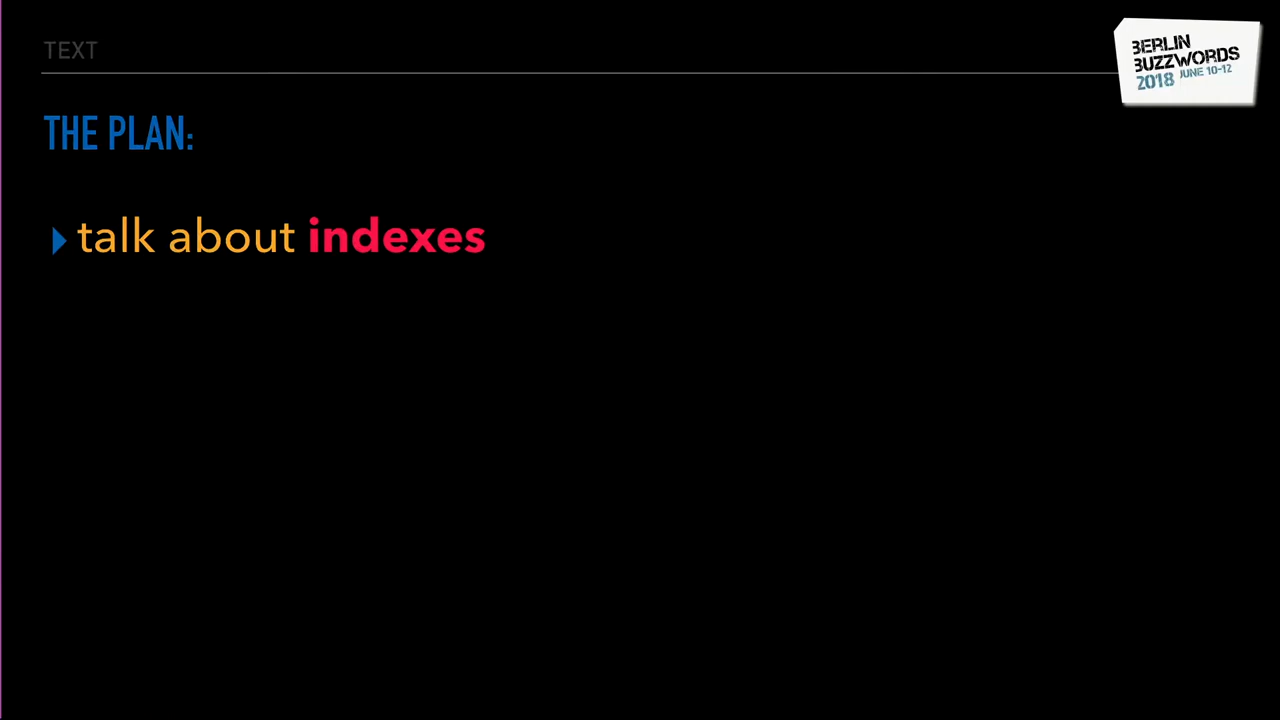 TEXT
BERLIN
BUZZWORDS
2018 JUNE 10-12
THE PLAN:
talk about indexes